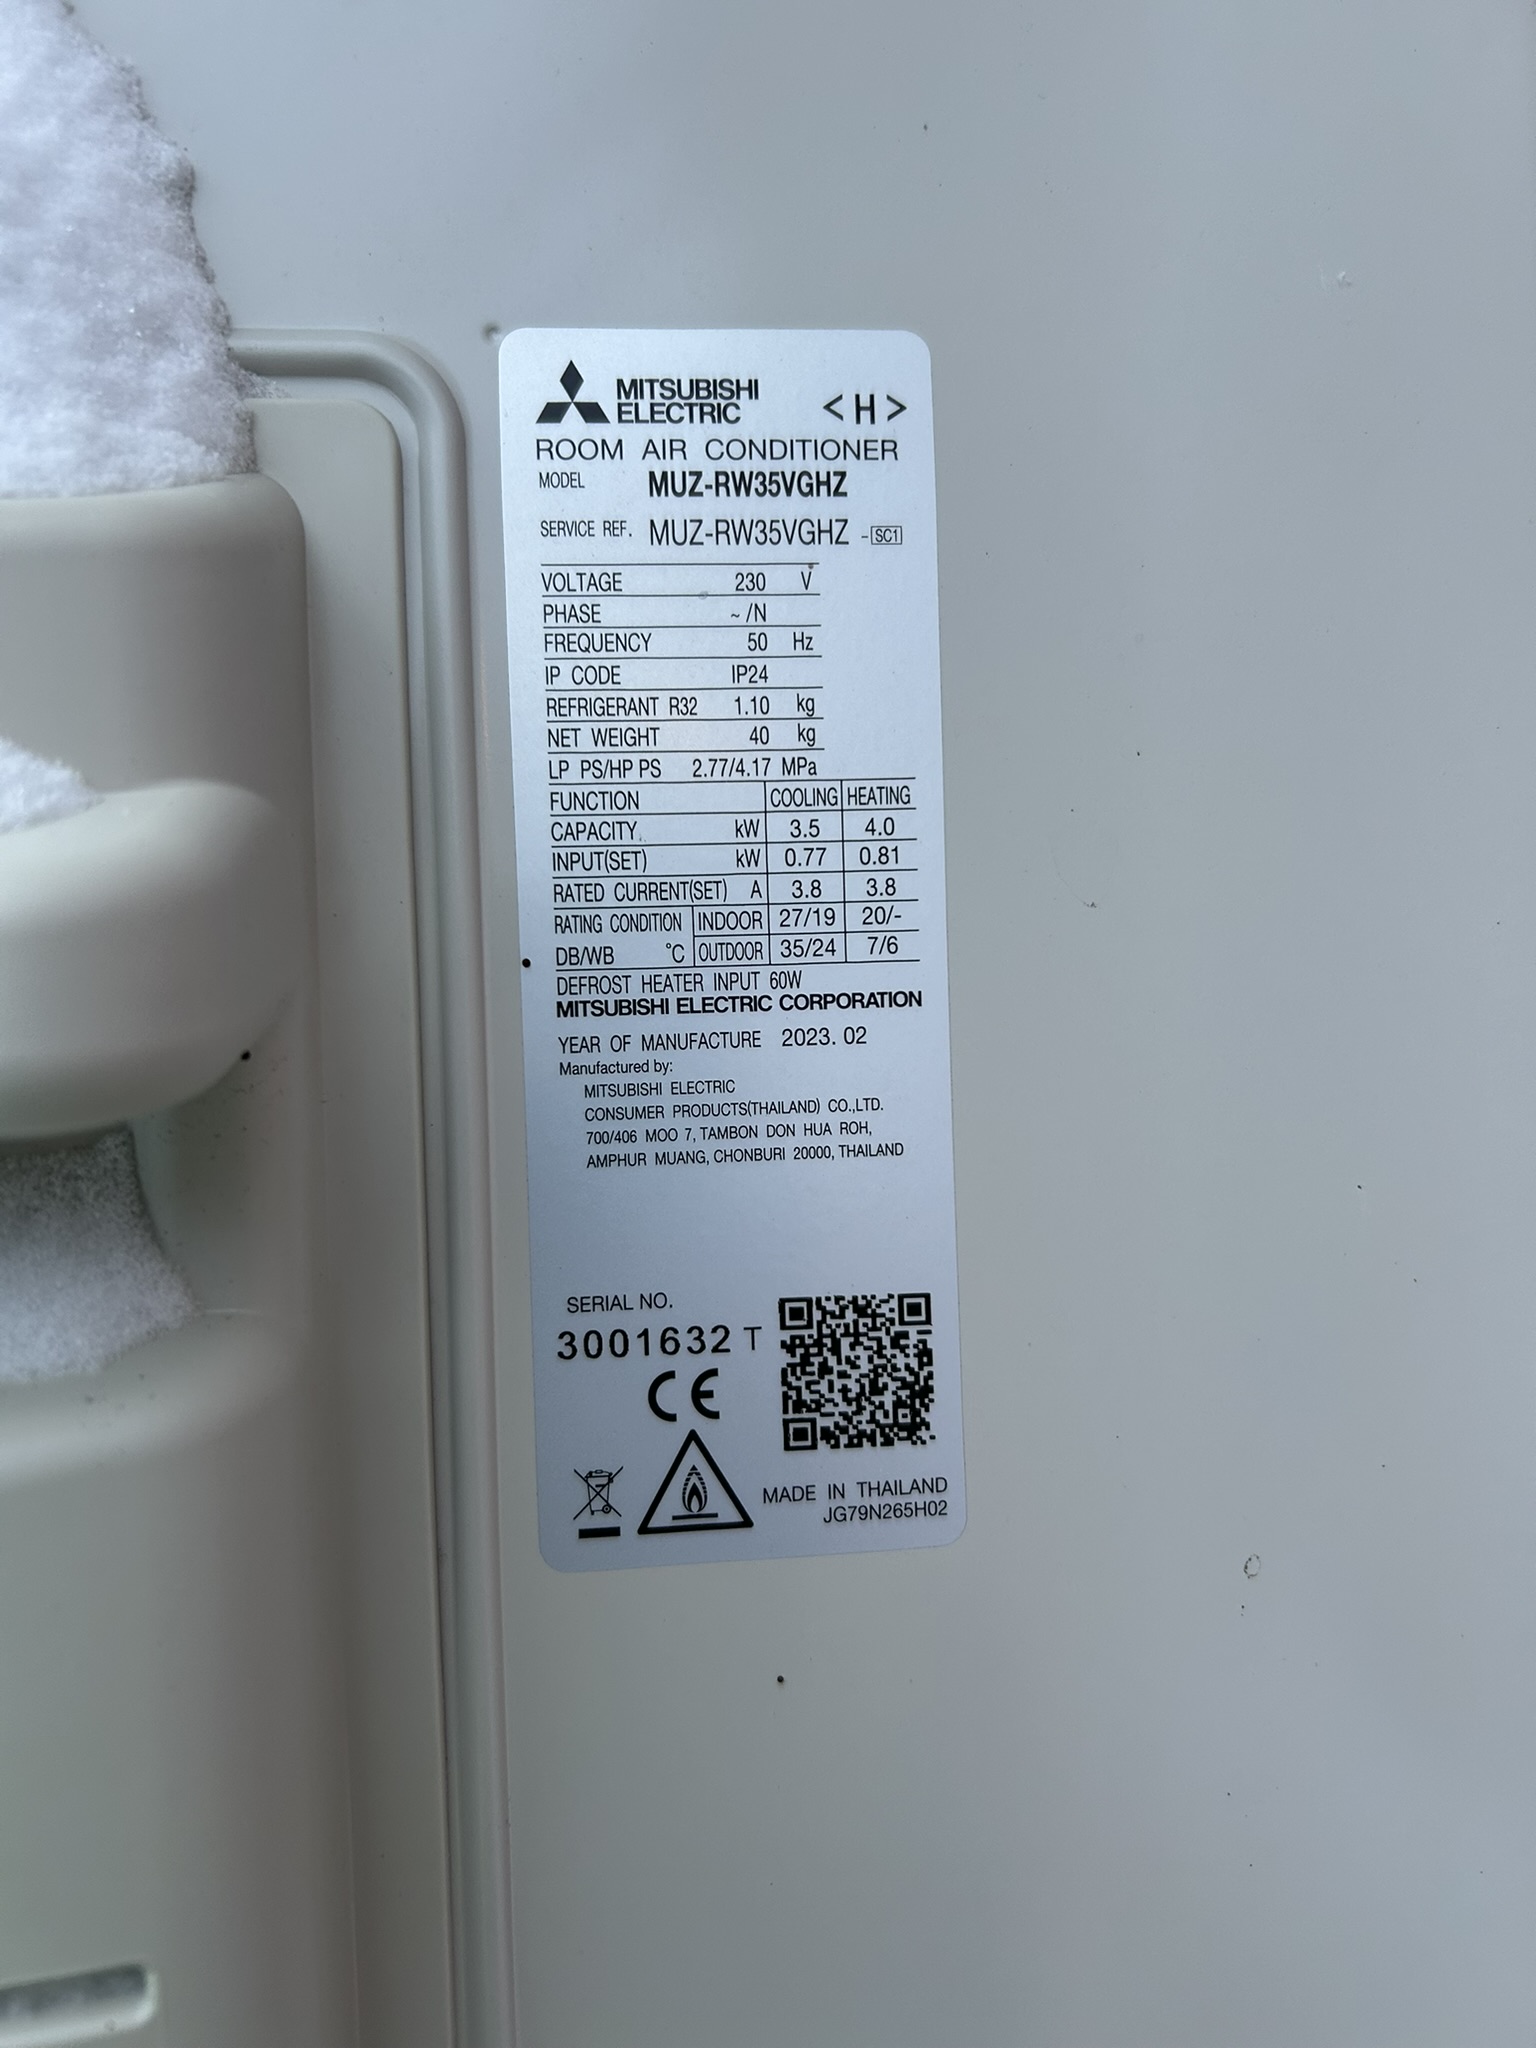 MITSUBISHI
ELECTRIC <H>
ROOM AIR CONDITIONER
MODEL MUZ-RW35VGHZ
SERVICE REF. MUZ-RW35VGHZ -SC1
VOLTAGE 230 V
PHASE ~/N
FREQUENCY 50 Hz
IP CODE IP24
REFRIGERANT R32 1.10 kg
NET WEIGHT 40 kg
LP PS/HP PS 2.77/4.17 MPa
FUNCTION COOLING HEATING
CAPACITY kW 3.5 4.0
INPUT(SET) kW 0.77 0.81
RATED CURRENT(SET) A 3.8 3.8
RATING CONDITION INDOOR 27/19 20/-
DB/WB °C OUTDOOR 35/24 7/6
DEFROST HEATER INPUT 60W
MITSUBISHI ELECTRIC CORPORATION
YEAR OF MANUFACTURE 2023. 02
Manufactured by:
MITSUBISHI ELECTRIC
CONSUMER PRODUCTS(THAILAND) CO.,LTD.
700/406 MOO 7, TAMBON DON HUA ROH,
AMPHUR MUANG, CHONBURI 20000, THAILAND
SERIAL NO.
3001632 T
CE
MADE IN THAILAND
JG79N265H02